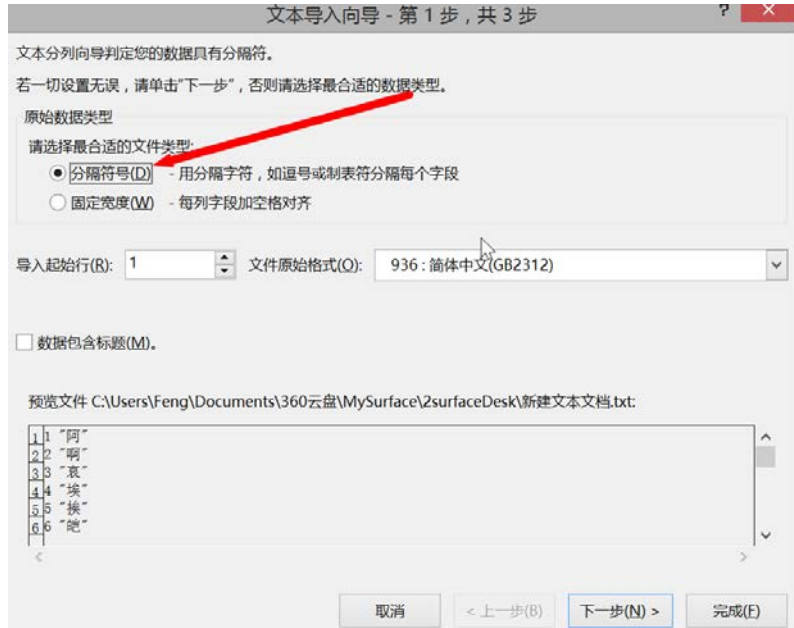 文本导入向导 - 第 1 步，共 3 步
?
文本分列向导判定您的数据具有分隔符。
若一切设置无误，请单击"下一步"，否则请选择最合适的数据类型。
原始数据类型
请选择最合适的文件类型:
分隔符号(D) - 用分隔字符，如逗号或制表符分隔每个字段
固定宽度(W) - 每列字段加空格对齐
导入起始行(R): 1 文件原始格式(O): 936 : 简体中文(GB2312)
数据包含标题(M)。
预览文件 C:\Users\Feng\Documents\360云盘\MySurface\2surfaceDesk\新建文本文档.txt:
1 1 "阿"
2 2 "啊"
3 3 "哀"
4 4 "埃"
5 5 "挨"
6 6 "皑"
取消 < 上一步(B) 下一步(N) > 完成(F)